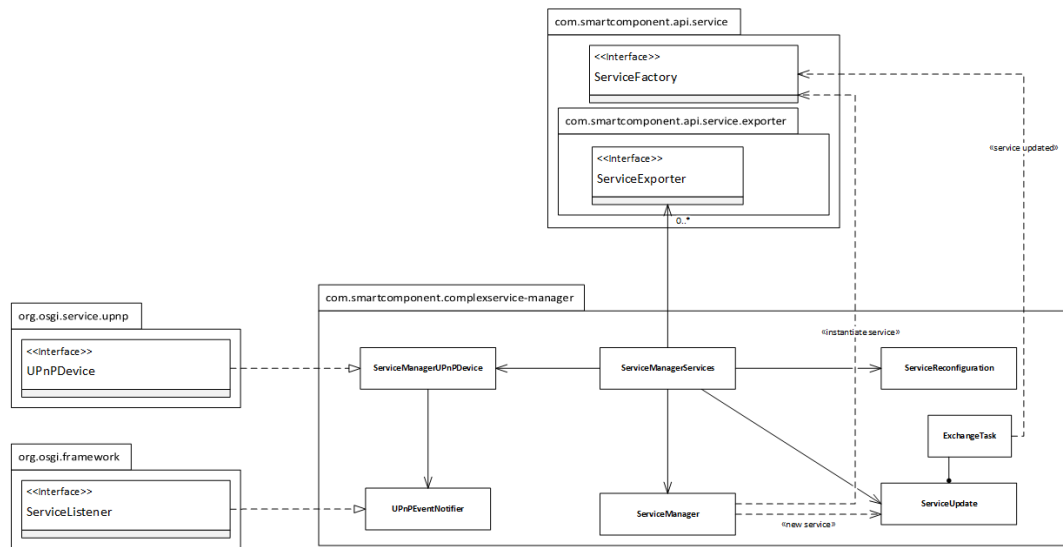 com.smartcomponent.api.service
<<Interface>>
ServiceFactory
com.smartcomponent.api.service.exporter
<<Interface>>
ServiceExporter
«service updated»
0..*
com.smartcomponent.complexservice-manager
org.osgi.service.upnp
<<Interface>>
UPnPDevice
«instantiate service»
ServiceManagerUPnPDevice
ServiceManagerServices
ServiceReconfiguration
ExchangeTask
org.osgi.framework
<<Interface>>
ServiceListener
UPnPEventNotifier
ServiceManager
ServiceUpdate
«new service»